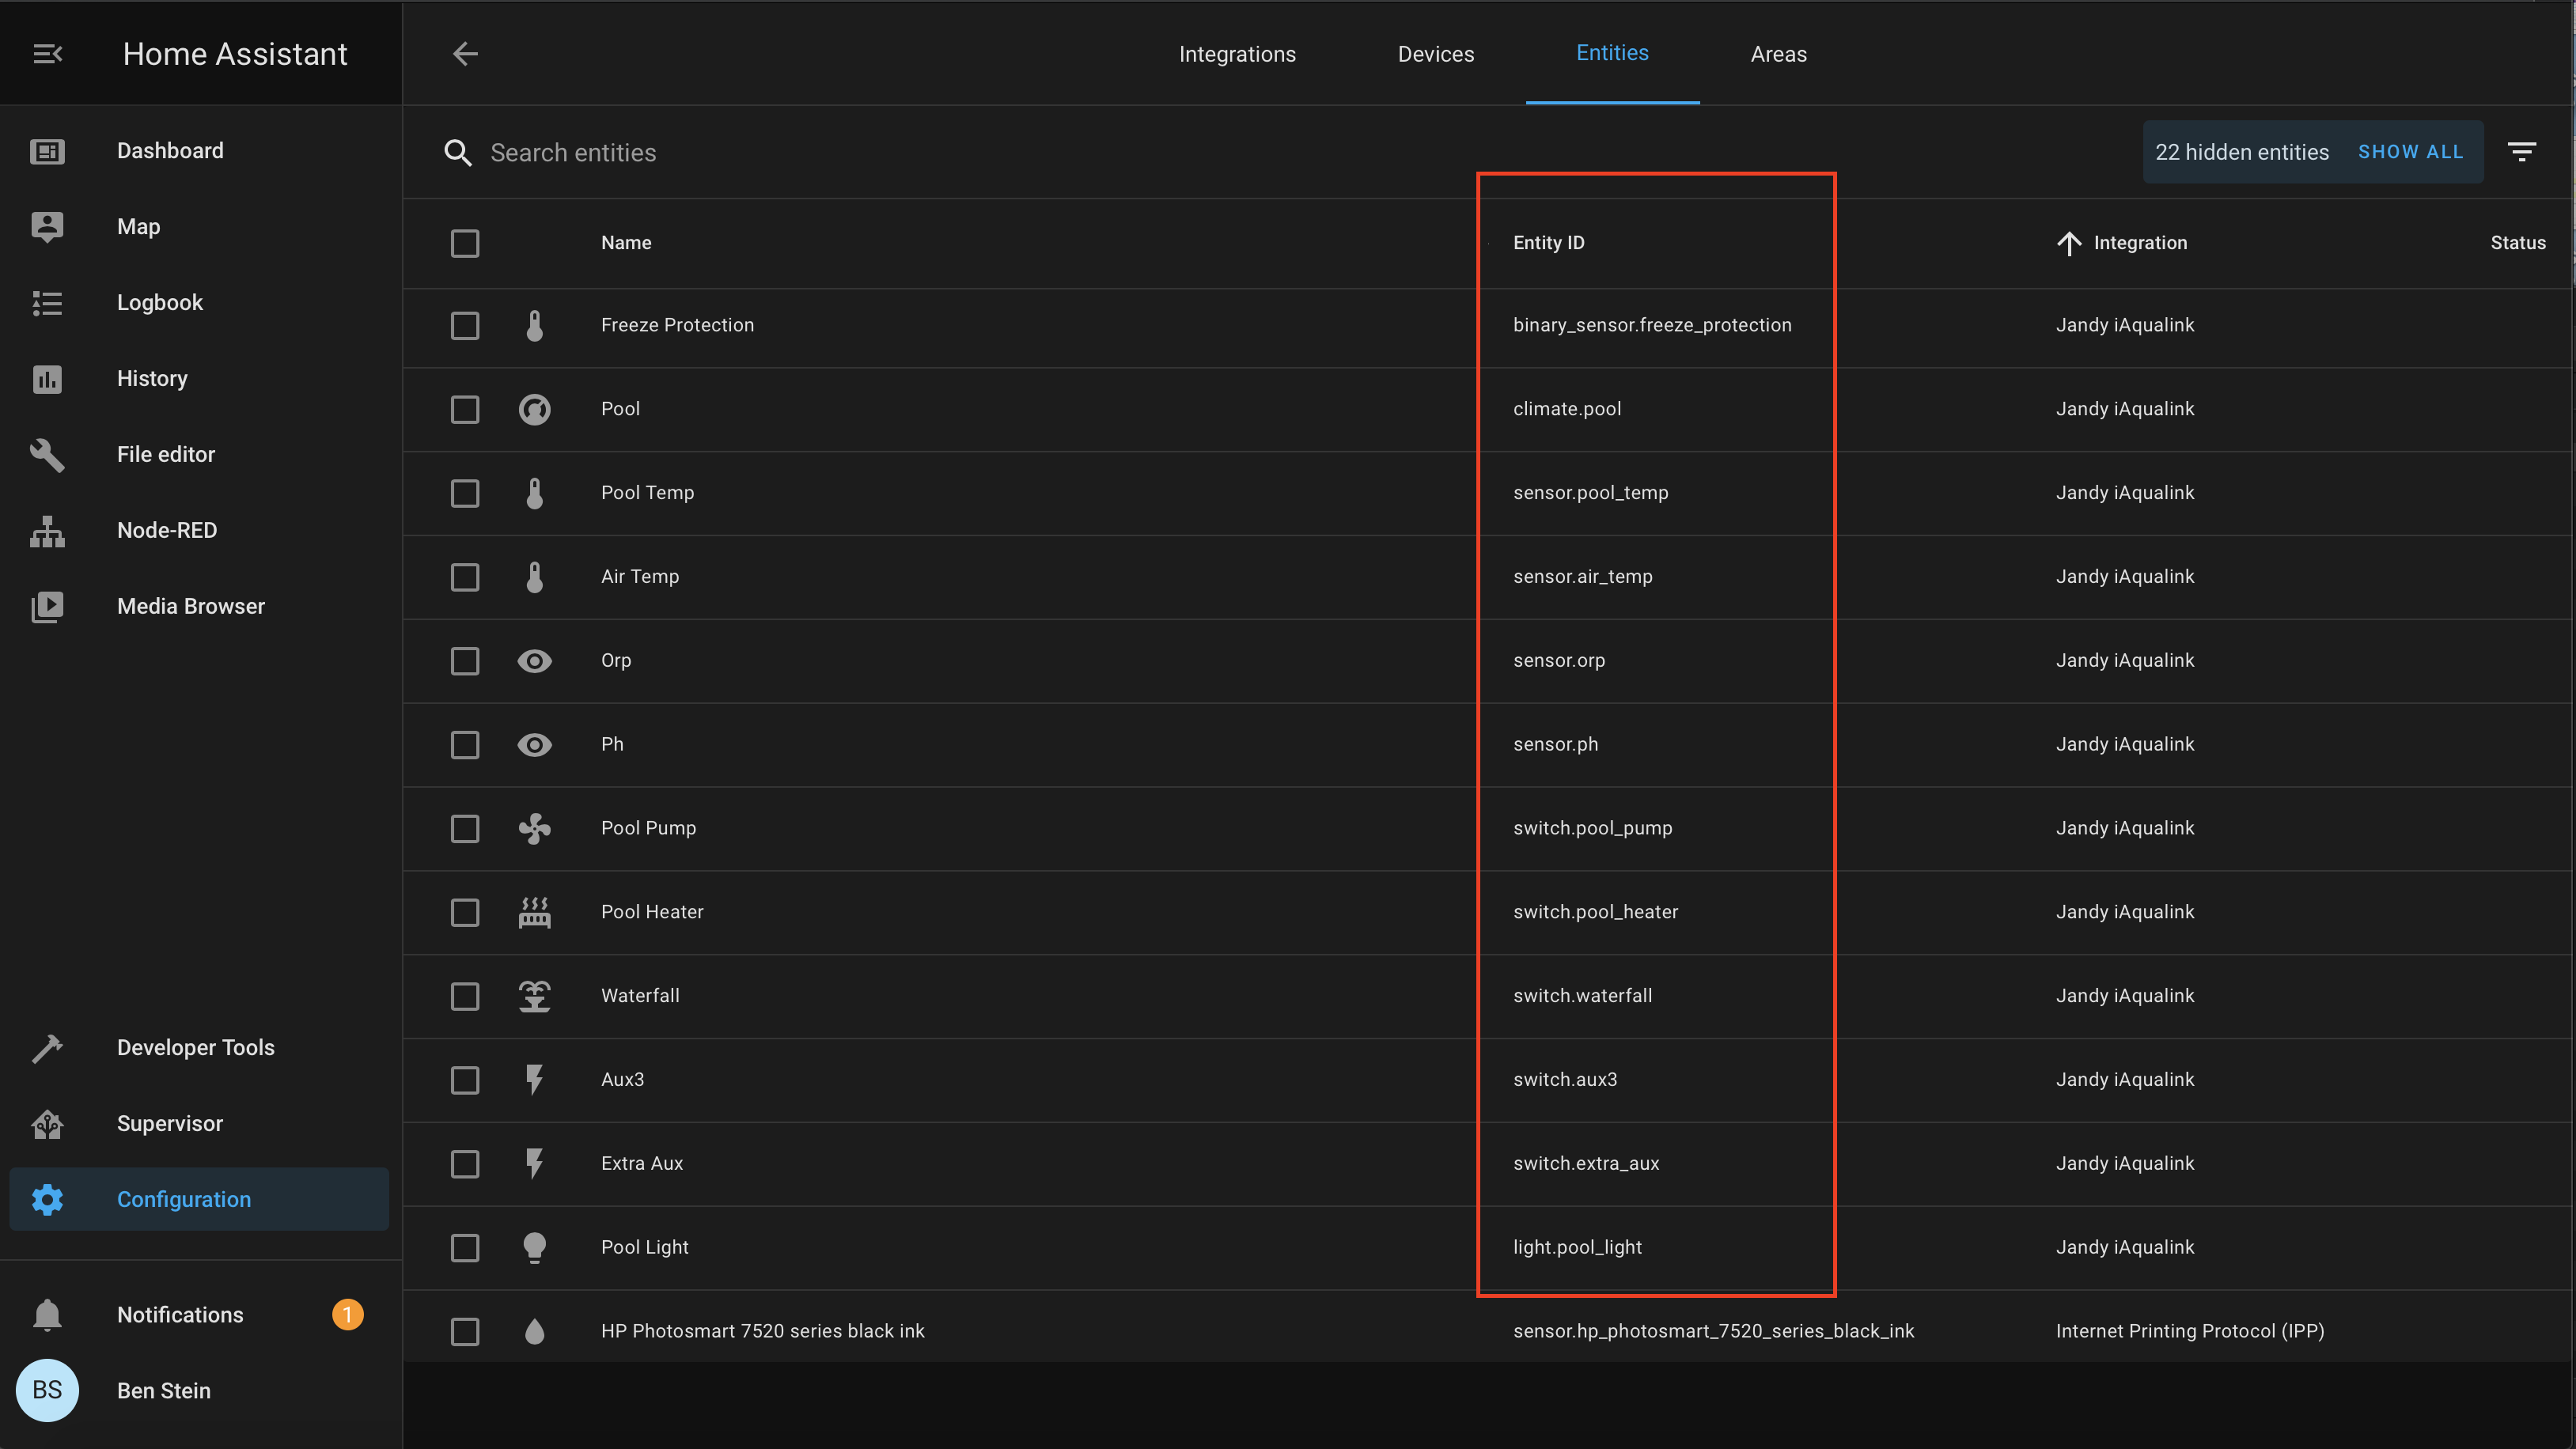 Home Assistant
Integrations Devices Entities Areas
Search entities
22 hidden entities SHOW ALL
Dashboard
Map
Logbook
History
File editor
Node-RED
Media Browser
Developer Tools
Supervisor
Configuration
Notifications 1
BS Ben Stein
Name Entity ID Integration Status
Freeze Protection binary_sensor.freeze_protection Jandy iAqualink
Pool climate.pool Jandy iAqualink
Pool Temp sensor.pool_temp Jandy iAqualink
Air Temp sensor.air_temp Jandy iAqualink
Orp sensor.orp Jandy iAqualink
Ph sensor.ph Jandy iAqualink
Pool Pump switch.pool_pump Jandy iAqualink
Pool Heater switch.pool_heater Jandy iAqualink
Waterfall switch.waterfall Jandy iAqualink
Aux3 switch.aux3 Jandy iAqualink
Extra Aux switch.extra_aux Jandy iAqualink
Pool Light light.pool_light Jandy iAqualink
HP Photosmart 7520 series black ink sensor.hp_photosmart_7520_series_black_ink Internet Printing Protocol (IPP)